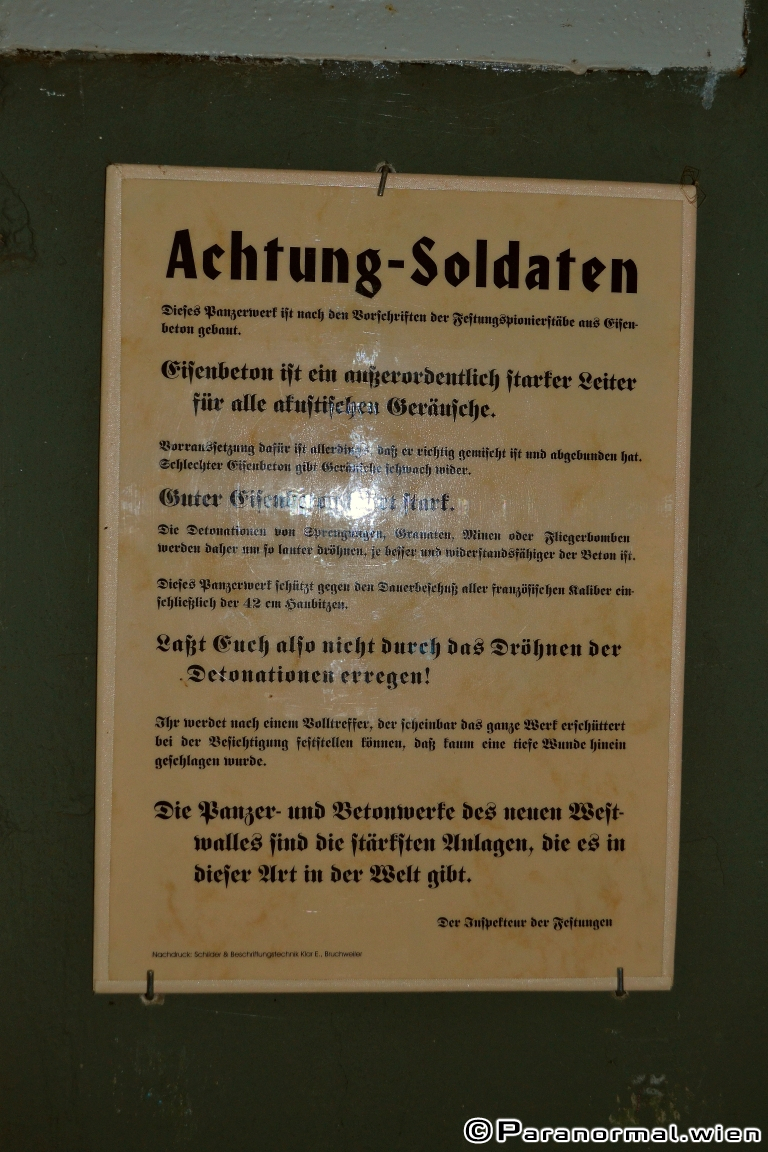 Achtung-Soldaten
Dieses Panzerwerk ist nach den Vorschriften der Festungspionierstäbe aus Eisen-
beton gebaut.
Eisenbeton ist ein außerordentlich starker Leiter
für alle akustischen Geräusche.
Vorraussetzung dafür ist allerdings, daß er richtig gemischt ist und abgebunden hat.
Schlechter Eisenbeton gibt Geräusche schwach wider.
Guter Eisenbeton stark.
Die Detonationen von Sprengungen, Granaten, Minen oder Fliegerbomben
werden daher um so lauter dröhnen, je besser und widerstandsfähiger der Beton ist.
Dieses Panzerwerk schützt gegen den Dauerbeschuß aller französischen Kaliber ein-
schließlich der 42 cm Haubitzen.
Laßt Euch also nicht durch das Dröhnen der
Detonationen erregen!
Ihr werdet nach einem Volltreffer, der scheinbar das ganze Werk erschüttert
bei der Besichtigung feststellen können, daß kaum eine tiefe Wunde hinein
geschlagen wurde.
Die Panzer- und Betonwerke des neuen West-
walles sind die stärksten Anlagen, die es in
dieser Art in der Welt gibt.
Der Inspekteur der Festungen
Nachdruck: Schilder & Beschriftungstechnik Klar E., Bruchweiler
©Paranormal.wien